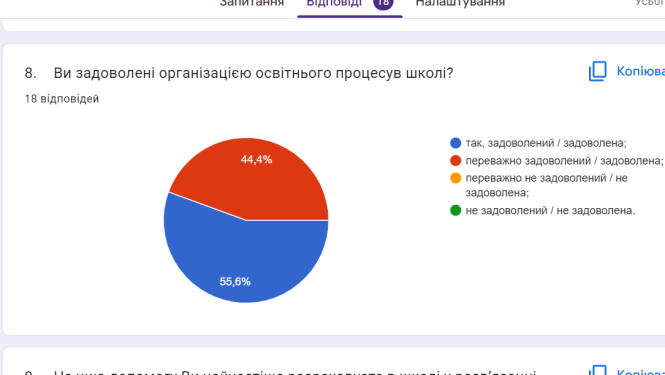 Запитання Відповіді 18 Налаштування
8. Ви задоволені організацією освітнього процесув школі?
Копіюва
18 відповідей
44,4%
55,6%
так, задоволений / задоволена;
переважно задоволений / задоволена;
переважно не задоволений / не
задоволена;
не задоволений / не задоволена.
Копіюва